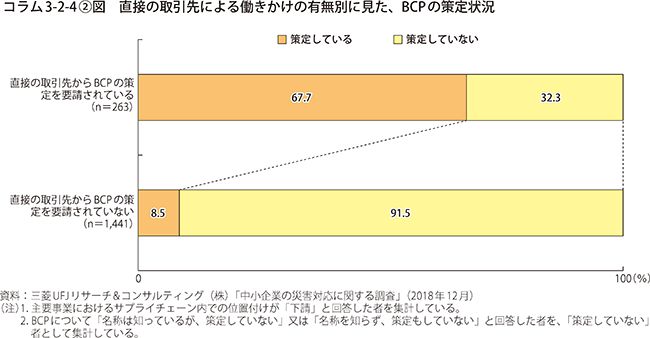 コラム3-2-4②図　直接の取引先による働きかけの有無別に見た、BCPの策定状況
策定している　策定していない
直接の取引先からBCPの策
定を要請されている
(n＝263)
67.7　32.3
直接の取引先からBCPの策
定を要請されていない
(n＝1,441)
8.5　91.5
0　100(%)
資料：三菱UFJリサーチ&コンサルティング（株）「中小企業の災害対応に関する調査」（2018年12月）
(注) 1. 主要事業におけるサプライチェーン内での位置付けが「下請」と回答した者を集計している。
2. BCPについて「名称は知っているが、策定していない」又は「名称を知らず、策定もしていない」と回答した者を、「策定していない」
者として集計している。